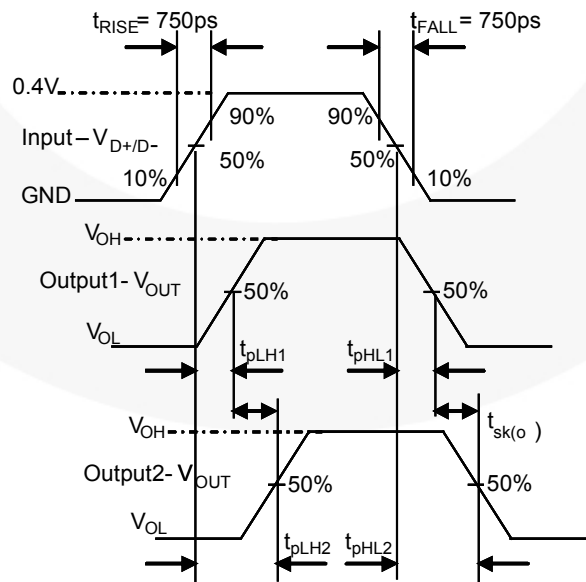 tRISE = 750ps
tFALL = 750ps
0.4V
90%
90%
Input – VD+/D-
50%
50%
10%
10%
GND
VOH
Output1- VOUT
50%
50%
VOL
tpLH1
tpHL1
VOH
tsk(o )
Output2- VOUT
50%
50%
VOL
tpLH2
tpHL2